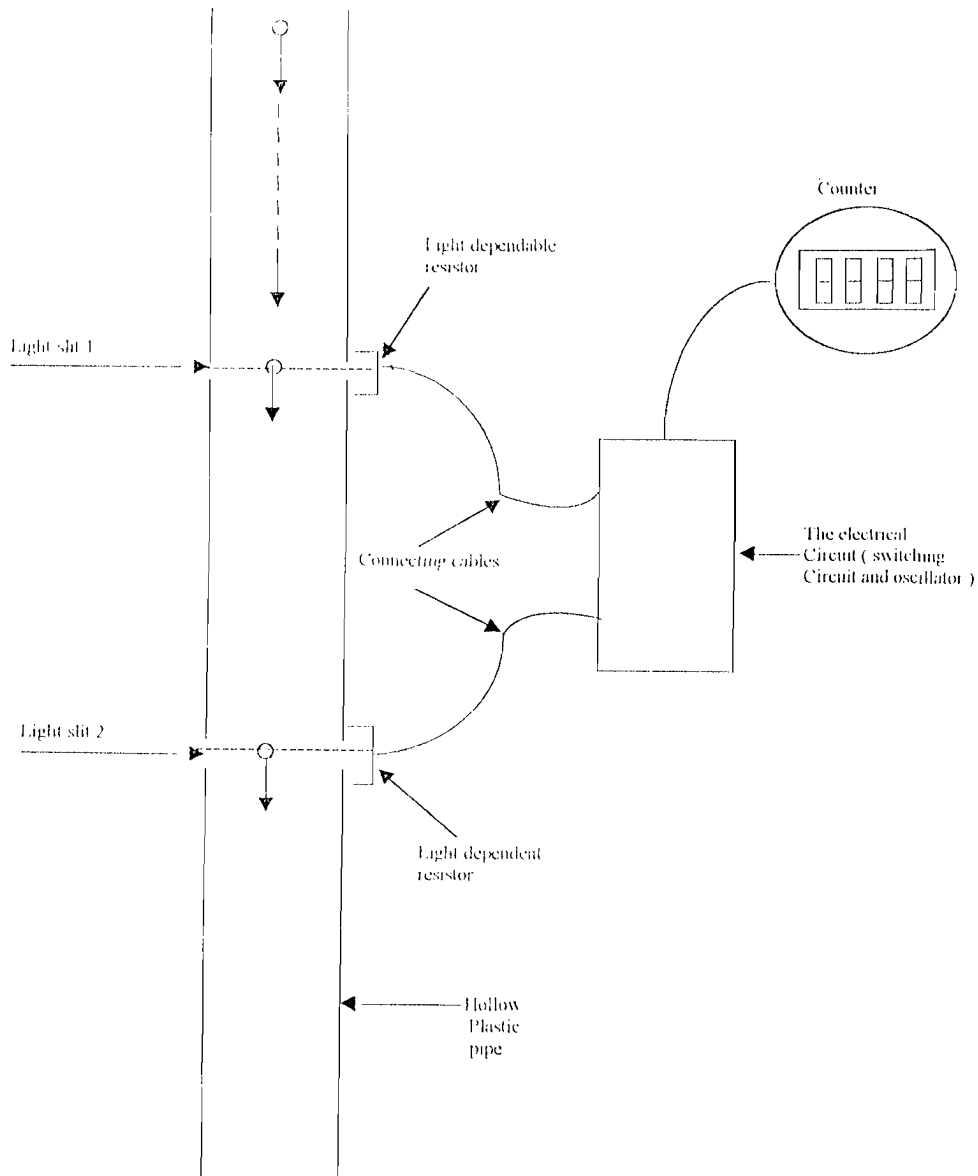 Counter
Light dependable
resistor
Light slit 1
Connecting cables
The electrical
Circuit ( switching
Circuit and oscillator )
Light slit 2
Light dependent
resistor
Hollow
Plastic
pipe